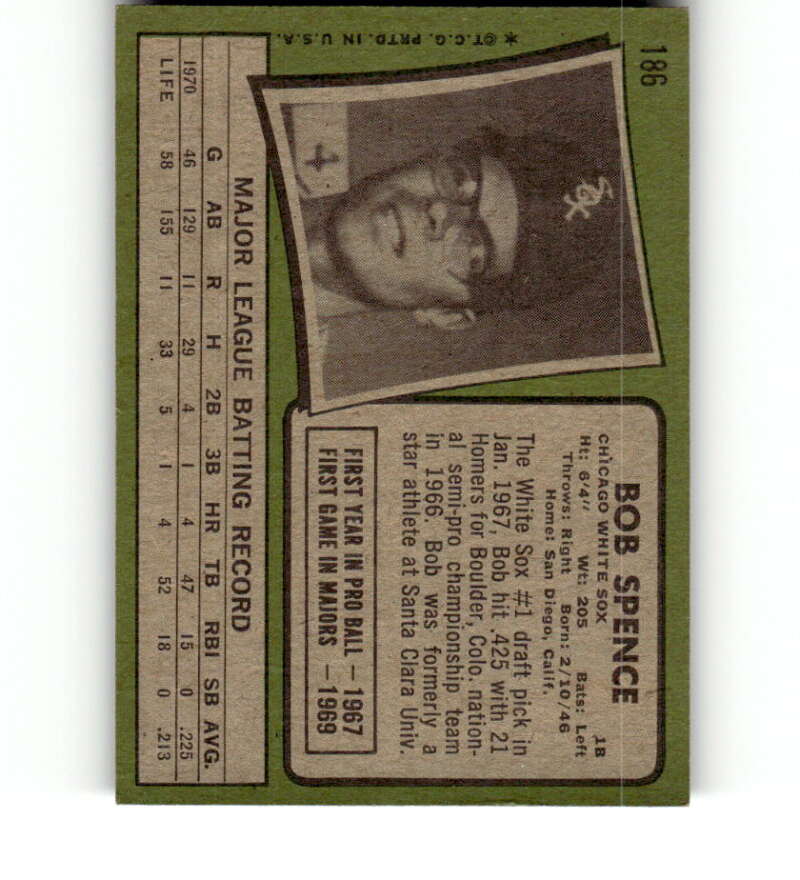 186
BOB SPENCE
CHICAGO WHITE SOX 1B
Ht: 6'4" Wt: 205 Bats: Left
Throws: Right Born: 2/10/46
Home: San Diego, Calif.
The White Sox #1 draft pick in
Jan. 1967, Bob hit .425 with 21
Homers for Boulder, Colo. nation-
al semi-pro championship team
in 1966. Bob was formerly a
star athlete at Santa Clara Univ.
FIRST YEAR IN PRO BALL — 1967
FIRST GAME IN MAJORS — 1969
SOX
MAJOR LEAGUE BATTING RECORD
G AB R H 2B 3B HR TB RBI SB AVG.
1970 46 129 11 29 4 1 4 47 15 0 .225
LIFE 58 155 11 33 5 1 4 52 18 0 .213
* ©T.C.G. PRTD. IN U.S.A.